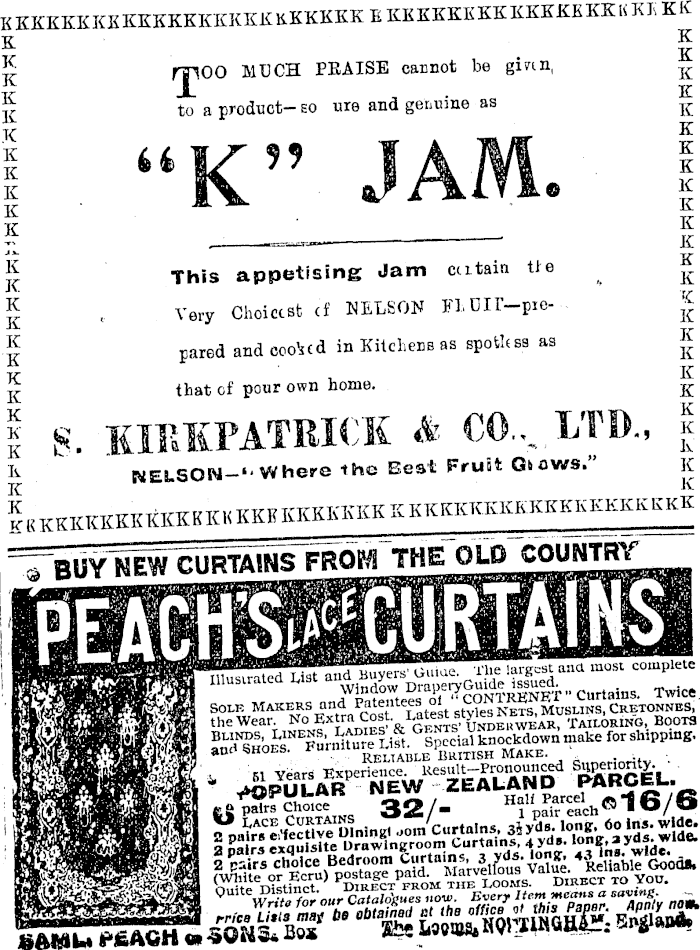 KKKKKKKKKKKKKKKKKKKKKKKKKKKKKKKKKKKKKKKKKKKKK
TOO MUCH PRAISE cannot be given,
to a product—so ure and genuine as
“K” JAM.
This appetising Jam contain the
Very Choicest of NELSON FRUIT—pre-
pared and cooked in Kitchens as spotless as
that of pour own home.
S. KIRKPATRICK & CO., LTD.,
NELSON—“Where the Best Fruit Grows.”
KKKKKKKKKKKKKKKKKKKKKKKKKKKKKKKKKKKKKKKKKKKKK
BUY NEW CURTAINS FROM THE OLD COUNTRY
PEACH'S LACE CURTAINS
Illustrated List and Buyers' Guide. The largest and most complete
Window Drapery Guide issued.
SOLE MAKERS and Patentees of “CONTRENET” Curtains. Twice
the Wear. No Extra Cost. Latest styles NETS, MUSLINS, CRETONNES,
BLINDS, LINENS, LADIES' & GENTS' UNDERWEAR, TAILORING, BOOTS
and SHOES. Furniture List. Special knockdown make for shipping.
RELIABLE BRITISH MAKE.
51 Years Experience. Result—Pronounced Superiority.
POPULAR NEW ZEALAND PARCEL.
6 pairs Choice LACE CURTAINS 32/- Half Parcel 1 pair each @ 16/6
2 pairs effective Diningroom Curtains, 3½ yds. long, 60 ins. wide.
2 pairs exquisite Drawingroom Curtains, 4 yds. long, 2 yds. wide.
2 pairs choice Bedroom Curtains, 3 yds. long, 43 ins. wide.
(White or Ecru) postage paid. Marvellous Value. Reliable Goods.
Quite Distinct. DIRECT FROM THE LOOMS. DIRECT TO YOU.
Write for our Catalogues now. Every Item means a saving.
Price Lists may be obtained at the office of this Paper. Apply now.
SAML. PEACH & SONS. Box The Looms, NOTTINGHAM, England.